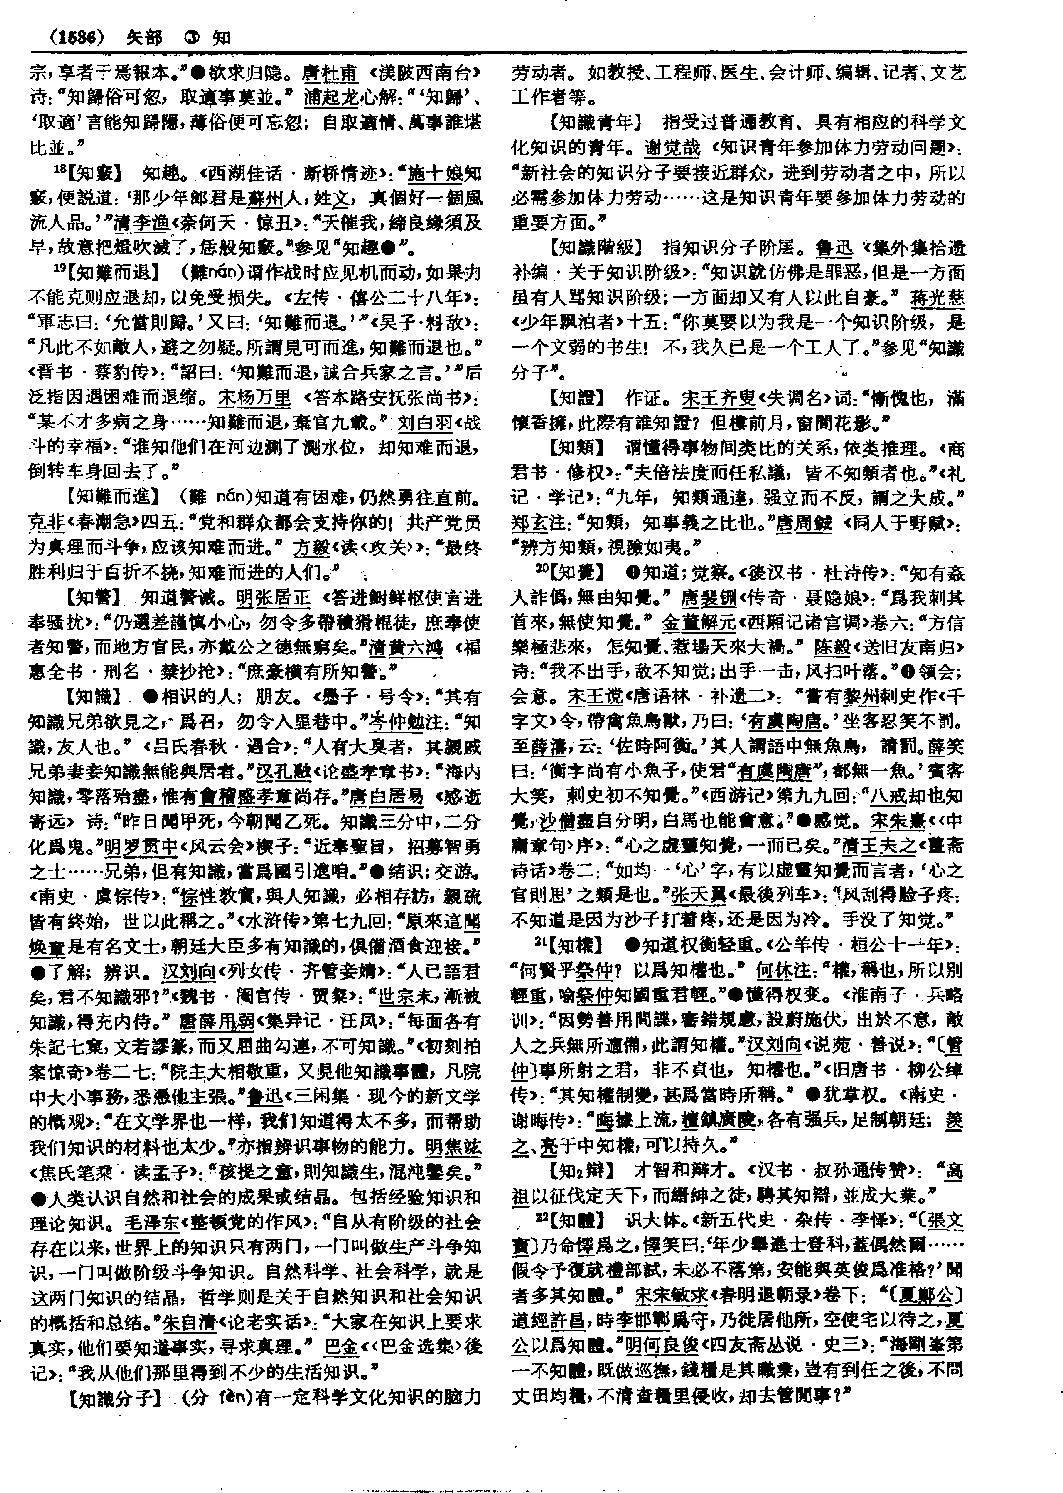 (1536) 矢部 ③ 知
宗，享者于焉報本。”●欲求归隐。唐杜甫《渼陂西南台》
诗：“知歸俗可忽，取適事莫並。”浦起龙心解：“‘知歸’、
‘取適’言能知歸隱，薄俗便可忘忽；自取適情、萬事誰堪
比並。”
¹⁸【知竅】 知趣。《西湖佳话·断桥情迹》：“施十娘知
竅，便説道：‘那少年郎君是蘇州人，姓文，真個好一個風
流人品。’”清李渔《奈何天·惊丑》：“天催我，締良緣須及
早，故意把燈吹滅了，恁般知竅。”参见“知趣●”。
¹⁹【知難而退】 (難nán)谓作战时应见机而动，如果力
不能克则应退却，以免受损失。《左传·僖公二十八年》：
“軍志曰：‘允當則歸。’又曰：‘知難而退。’”《吴子·料敌》：
“凡此不如敵人，避之勿疑。所謂見可而進，知難而退也。”
《晋书·蔡豹传》：“詔曰：‘知難而退，誠合兵家之言。’”后
泛指因遇困难而退缩。宋杨万里《答本路安抚张尚书》：
“某不才多病之身……知難而退，棄官九載。”刘白羽《战
斗的幸福》：“谁知他们在河边测了测水位，却知难而退，
倒转车身回去了。”
【知難而進】 (難 nán)知道有困难，仍然勇往直前。
克非《春潮急》四五：“党和群众都会支持你的！共产党员
为真理而斗争，应该知难而进。”方毅《读〈攻关〉》：“最终
胜利归于百折不挠，知难而进的人们。”
【知警】 知道警诫。明张居正《答进鲥鲜枢使言进
奉骚扰》：“仍選差謹慎小心，勿令多帶積猾棍徒，庶奉使
者知警，而地方官民，亦戴公之德無窮矣。”清黄六鸿《福
惠全书·刑名·禁抄抢》：“庶豪横有所知警。”
【知識】 ●相识的人；朋友。《墨子·号令》：“其有
知識兄弟欲見之，爲召，勿令入里巷中。”岑仲勉注：“知
識，友人也。”《吕氏春秋·遇合》：“人有大臭者，其親戚
兄弟妻妾知識無能與居者。”汉孔融《论盛孝章书》：“海内
知識，零落殆盡，惟有會稽盛孝章尚存。”唐白居易《感逝
寄远》诗：“昨日聞甲死，今朝聞乙死。知識三分中，二分
化爲鬼。”明罗贯中《风云会》楔子：“近奉聖旨，招募智勇
之士……兄弟，但有知識，當爲國引進咱。”●结识；交游。
《南史·虞悰传》：“悰性敦實，與人知識，必相存訪，親疏
皆有終始，世以此稱之。”《水浒传》第七九回：“原來這聞
煥章是有名文士，朝廷大臣多有知識的，俱備酒食迎接。”
●了解；辨识。汉刘向《列女传·齐管妾婧》：“人已語君
矣，君不知識邪？”《魏书·阉官传·贾粲》：“世宗末，漸被
知識，得充内侍。”唐薛用弱《集异记·汪凤》：“每面各有
朱記七窠，文若謬篆，而又屈曲勾連，不可知識。”《初刻拍
案惊奇》卷二七：“院主大相敬重，又見他知識事體，凡院
中大小事務，悉憑他主張。”鲁迅《三闲集·现今的新文学
的概观》：“在文学界也一样，我们知道得太不多，而帮助
我们知识的材料也太少。”亦指辨识事物的能力。明焦竑
《焦氏笔乘·读孟子》：“孩提之童，則知識生，混沌鑿矣。”
●人类认识自然和社会的成果或结晶。包括经验知识和
理论知识。毛泽东《整顿党的作风》：“自从有阶级的社会
存在以来，世界上的知识只有两门，一门叫做生产斗争知
识，一门叫做阶级斗争知识。自然科学、社会科学，就是
这两门知识的结晶，哲学则是关于自然知识和社会知识
的概括和总结。”朱自清《论老实话》：“大家在知识上要求
真实，他们要知道事实，寻求真理。”巴金《〈巴金选集〉後
记》：“我从他们那里得到不少的生活知识。”
【知識分子】 (分 fèn)有一定科学文化知识的脑力
劳动者。如教授、工程师、医生、会计师、编辑、记者、文艺
工作者等。
【知識青年】 指受过普通教育、具有相应的科学文
化知识的青年。谢觉哉《知识青年参加体力劳动问题》：
“新社会的知识分子要接近群众，进到劳动者之中，所以
必需参加体力劳动……这是知识青年要参加体力劳动的
重要方面。”
【知識階級】 指知识分子阶层。鲁迅《集外集拾遗
补编·关于知识阶级》：“知识就仿佛是罪恶，但是一方面
虽有人骂知识阶级；一方面却又有人以此自豪。”蒋光慈
《少年飘泊者》十五：“你莫要以为我是一个知识阶级，是
一个文弱的书生！不，我久已是一个工人了。”参见“知識
分子”。
【知證】 作证。宋王齐叟《失调名》词：“慚愧也，滿
懷香擁，此際有誰知證？但樓前月，窗間花影。”
【知類】 谓懂得事物间类比的关系，依类推理。《商
君书·修权》：“夫倍法度而任私議，皆不知類者也。”《礼
记·学记》：“九年，知類通達，强立而不反，謂之大成。”
郑玄注：“知類，知事義之比也。”唐周鍼《同人于野赋》：
“辨方知類，視險如夷。”
²⁰【知覺】 ●知道；觉察。《後汉书·杜诗传》：“知有姦
人詐僞，無由知覺。”唐裴铏《传奇·聂隐娘》：“爲我刺其
首來，無使知覺。”金董解元《西厢记诸宫调》卷六：“方信
樂極悲來，怎知覺、惹場天來大禍。”陈毅《送旧友南归》
诗：“我不出手，敌不知觉；出手一击，风扫叶落。”●领会；
会意。宋王谠《唐语林·补遗二》：“嘗有黎州刺史作《千
字文》令，帶禽魚鳥獸，乃曰：‘有虞陶唐。’坐客忍笑不罰。
至薛濤，云：‘佐時阿衡。’其人謂語中無魚鳥，請罰。薛笑
曰：‘衡字尚有小魚子，使君“有虞陶唐”，都無一魚。’賓客
大笑，刺史初不知覺。”《西游记》第九九回：“八戒却也知
覺，沙僧盡自分明，白馬也能會意。”●感觉。宋朱熹《〈中
庸章句〉序》：“心之虚靈知覺，一而已矣。”清王夫之《薑斋
诗话》卷二：“如均一‘心’字，有以虚靈知覺而言者，‘心之
官則思’之類是也。”张天翼《最後列车》：“风刮得脸子疼；
不知道是因为沙子打着疼，还是因为冷。手没了知觉。”
²¹【知權】 ●知道权衡轻重。《公羊传·桓公十一年》：
“何賢乎祭仲？以爲知權也。”何休注：“權，稱也，所以别
輕重，喻祭仲知國重君輕。”●懂得权变。《淮南子·兵略
训》：“因勢善用間諜，審錯規慮，設蔚施伏，出於不意，敵
人之兵無所適備，此謂知權。”汉刘向《说苑·善说》：“〔管
仲〕事所射之君，非不貞也，知權也。”《旧唐书·柳公绰
传》：“其知權制變，甚爲當時所稱。”●犹掌权。《南史·
谢晦传》：“晦據上流，檀鎮廣陵，各有强兵，足制朝廷；羨
之、亮于中知權，可以持久。”
【知₂辯】 才智和辩才。《汉书·叔孙通传赞》：“高
祖以征伐定天下，而縉紳之徒，騁其知辯，並成大業。”
²²【知體】 识大体。《新五代史·杂传·李怿》：“〔張文
寶〕乃命懌爲之，懌笑曰：‘年少舉進士登科，蓋偶然爾……
假令予復就禮部試，未必不落第，安能與英俊爲准格？’聞
者多其知體。”宋宋敏求《春明退朝录》卷下：“〔夏鄭公〕
道經許昌，時李邯鄲爲守，乃徙居他所，空使宅以待之，夏
公以爲知體。”明何良俊《四友斋丛说·史三》：“海剛峯第
一不知體，既做巡撫，錢糧是其職業，豈有到任之後，不問
丈田均糧，不清查糧里侵收，却去管閒事？”